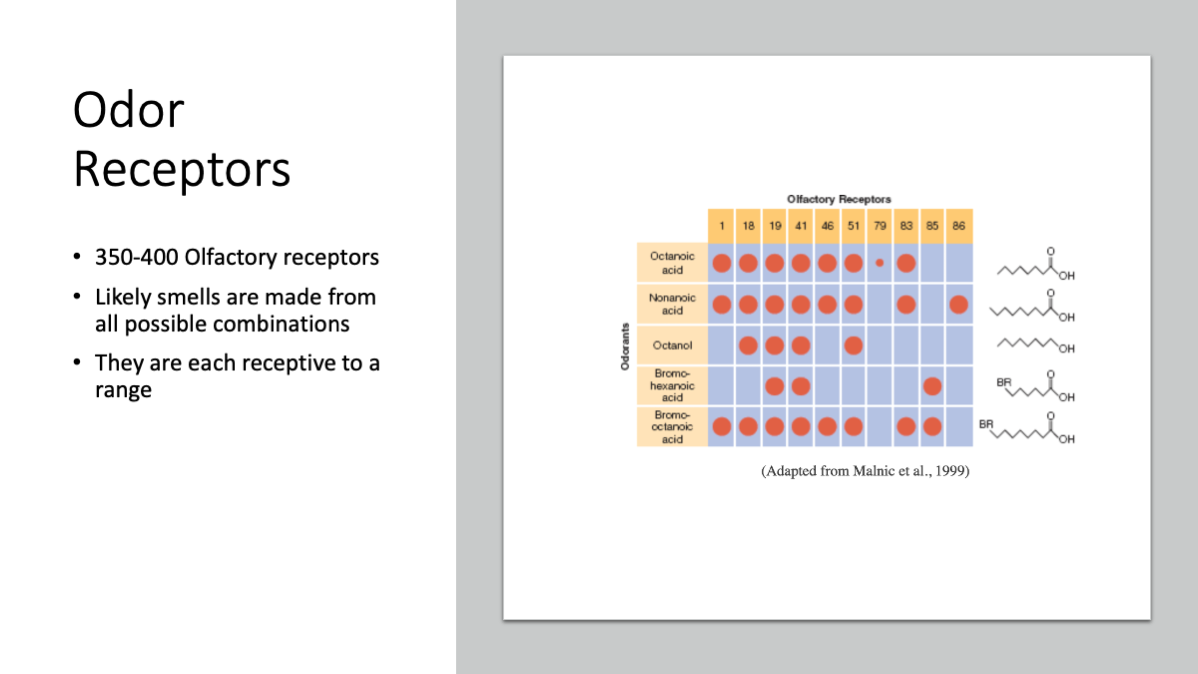 Odor
Receptors
• 350-400 Olfactory receptors
• Likely smells are made from
all possible combinations
• They are each receptive to a
range
Olfactory Receptors
1 18 19 41 46 51 79 83 85 86
Odorants
Octanoic
acid
O
OH
Nonanoic
acid
O
OH
Octanol
OH
Bromo-
hexanoic
acid
BR
O
OH
Bromo-
octanoic
acid
BR
O
OH
(Adapted from Malnic et al., 1999)